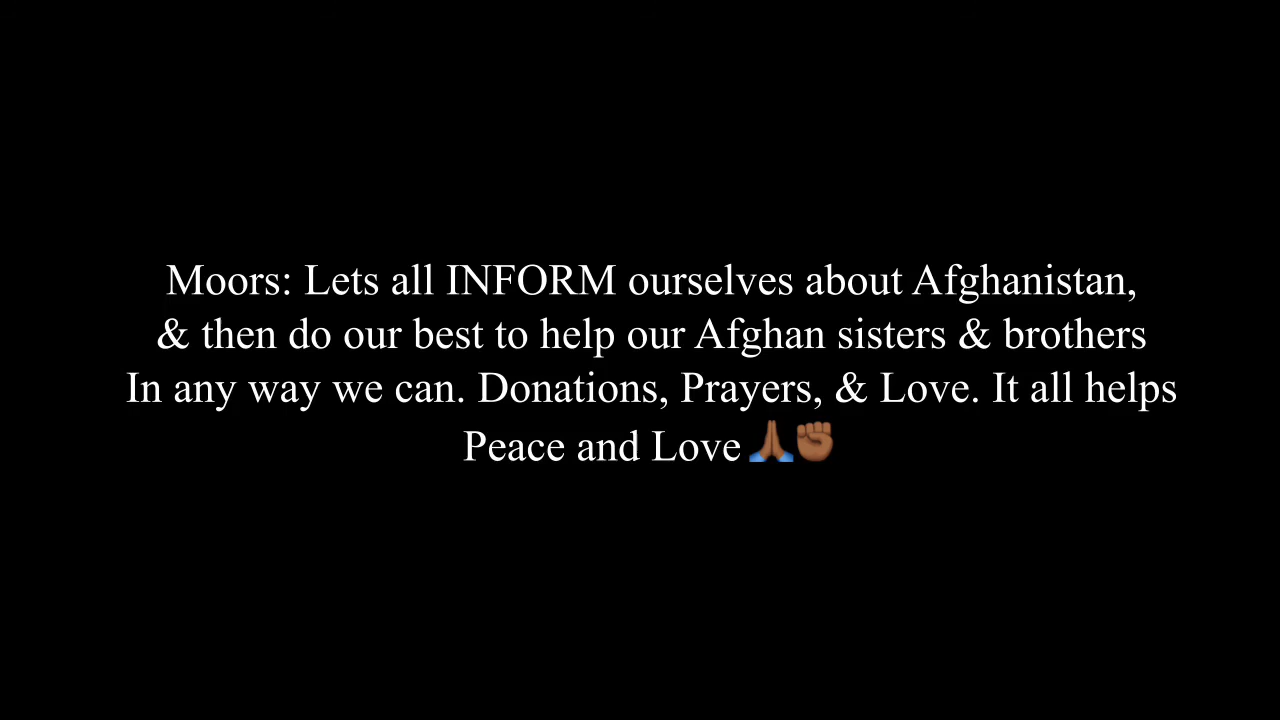 Moors: Lets all INFORM ourselves about Afghanistan,
& then do our best to help our Afghan sisters & brothers
In any way we can. Donations, Prayers, & Love. It all helps
Peace and Love🙏🏾✊🏾